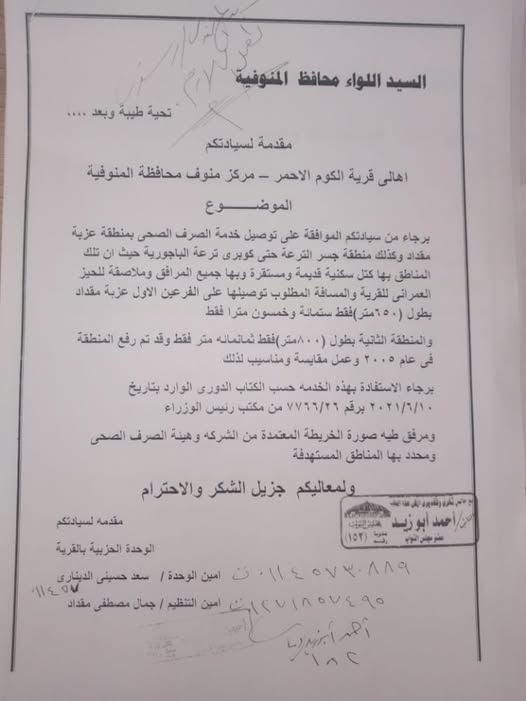 السيد اللواء محافظ المنوفية
تحية طيبة وبعد ....
مقدمة لسيادتكم
اهالى قرية الكوم الاحمر – مركز منوف محافظة المنوفية
الموضـــــــوع
برجاء من سيادتكم الموافقة على توصيل خدمة الصرف الصحى بمنطقة عزبة
مقداد وكذلك منطقة جسر الترعة حتى كوبرى ترعة الباجورية حيث ان تلك
المناطق بها كتل سكنية قديمة ومستقرة وبها جميع المرافق وملاصقة للحيز
العمرانى للقرية والمسافة المطلوب توصيلها على الفرعين الاول عزبة مقداد
بطول (٦٥٠متر)فقط ستمائة وخمسون مترا فقط
والمنطقة الثانية بطول (٨٠٠متر)فقط ثمانمائه متر فقط وقد تم رفع المنطقة
فى عام ٢٠٠٥ وعمل مقايسة ومناسيب لذلك
برجاء الاستفادة بهذة الخدمه حسب الكتاب الدورى الوارد بتاريخ
٢٠٢١/٦/١٠ برقم ٧٧٦٦/٢٦ من مكتب رئيس الوزراء
ومرفق طيه صورة الخريطة المعتمدة من الشركه وهيئة الصرف الصحى
ومحدد بها المناطق المستهدفة
ولمعاليكم جزيل الشكر والاحترام
أحمد أبو زيد
عضو مجلس النواب
(١٥٣)
مقدمه لسيادتكم
الوحدة الحزبية بالقرية
امين الوحدة / سعد حسينى الدينارى ت ٠١١٤٥٧٣٠٨٨٩
امين التنظيم / جمال مصطفى مقداد
١٨٢